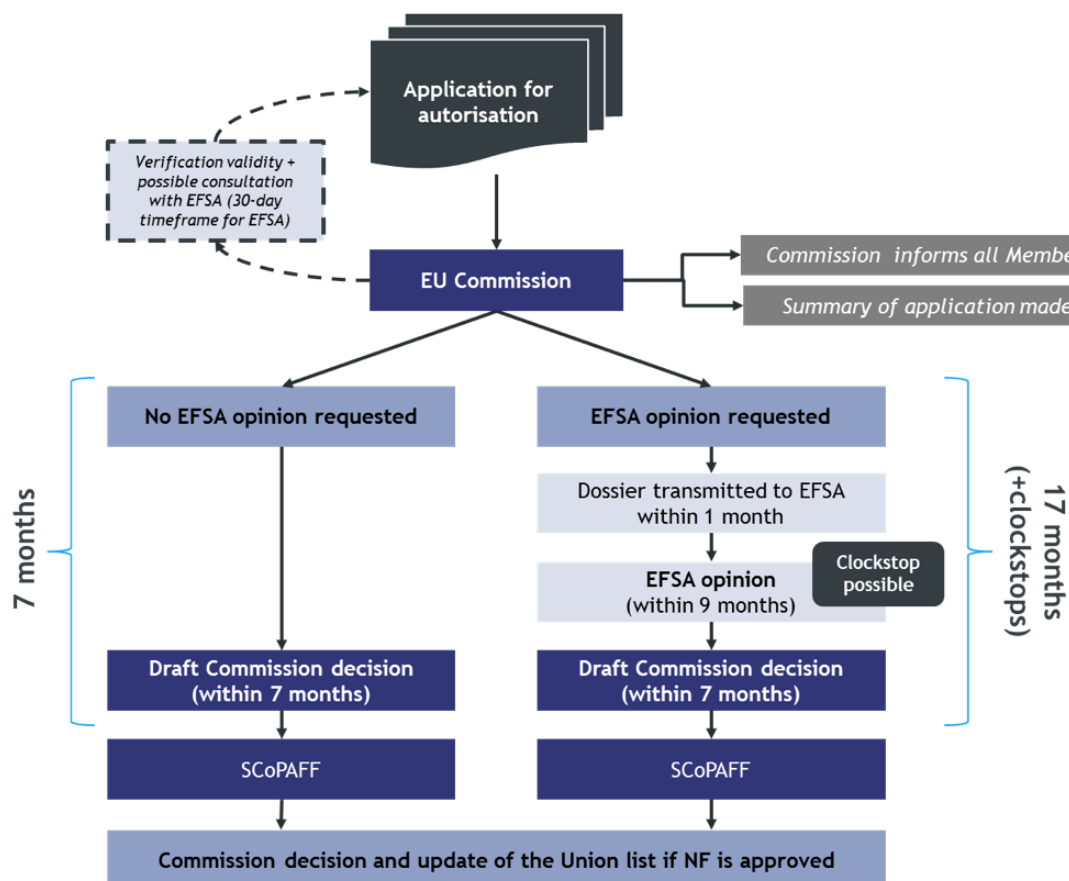 Application for
autorisation
Verification validity +
possible consultation
with EFSA (30-day
timeframe for EFSA)
EU Commission
Commission informs all Membe
Summary of application made
No EFSA opinion requested
EFSA opinion requested
Dossier transmitted to EFSA
within 1 month
EFSA opinion
(within 9 months)
Clockstop
possible
7 months
17 months
(+clockstops)
Draft Commission decision
(within 7 months)
Draft Commission decision
(within 7 months)
SCoPAFF
SCoPAFF
Commission decision and update of the Union list if NF is approved